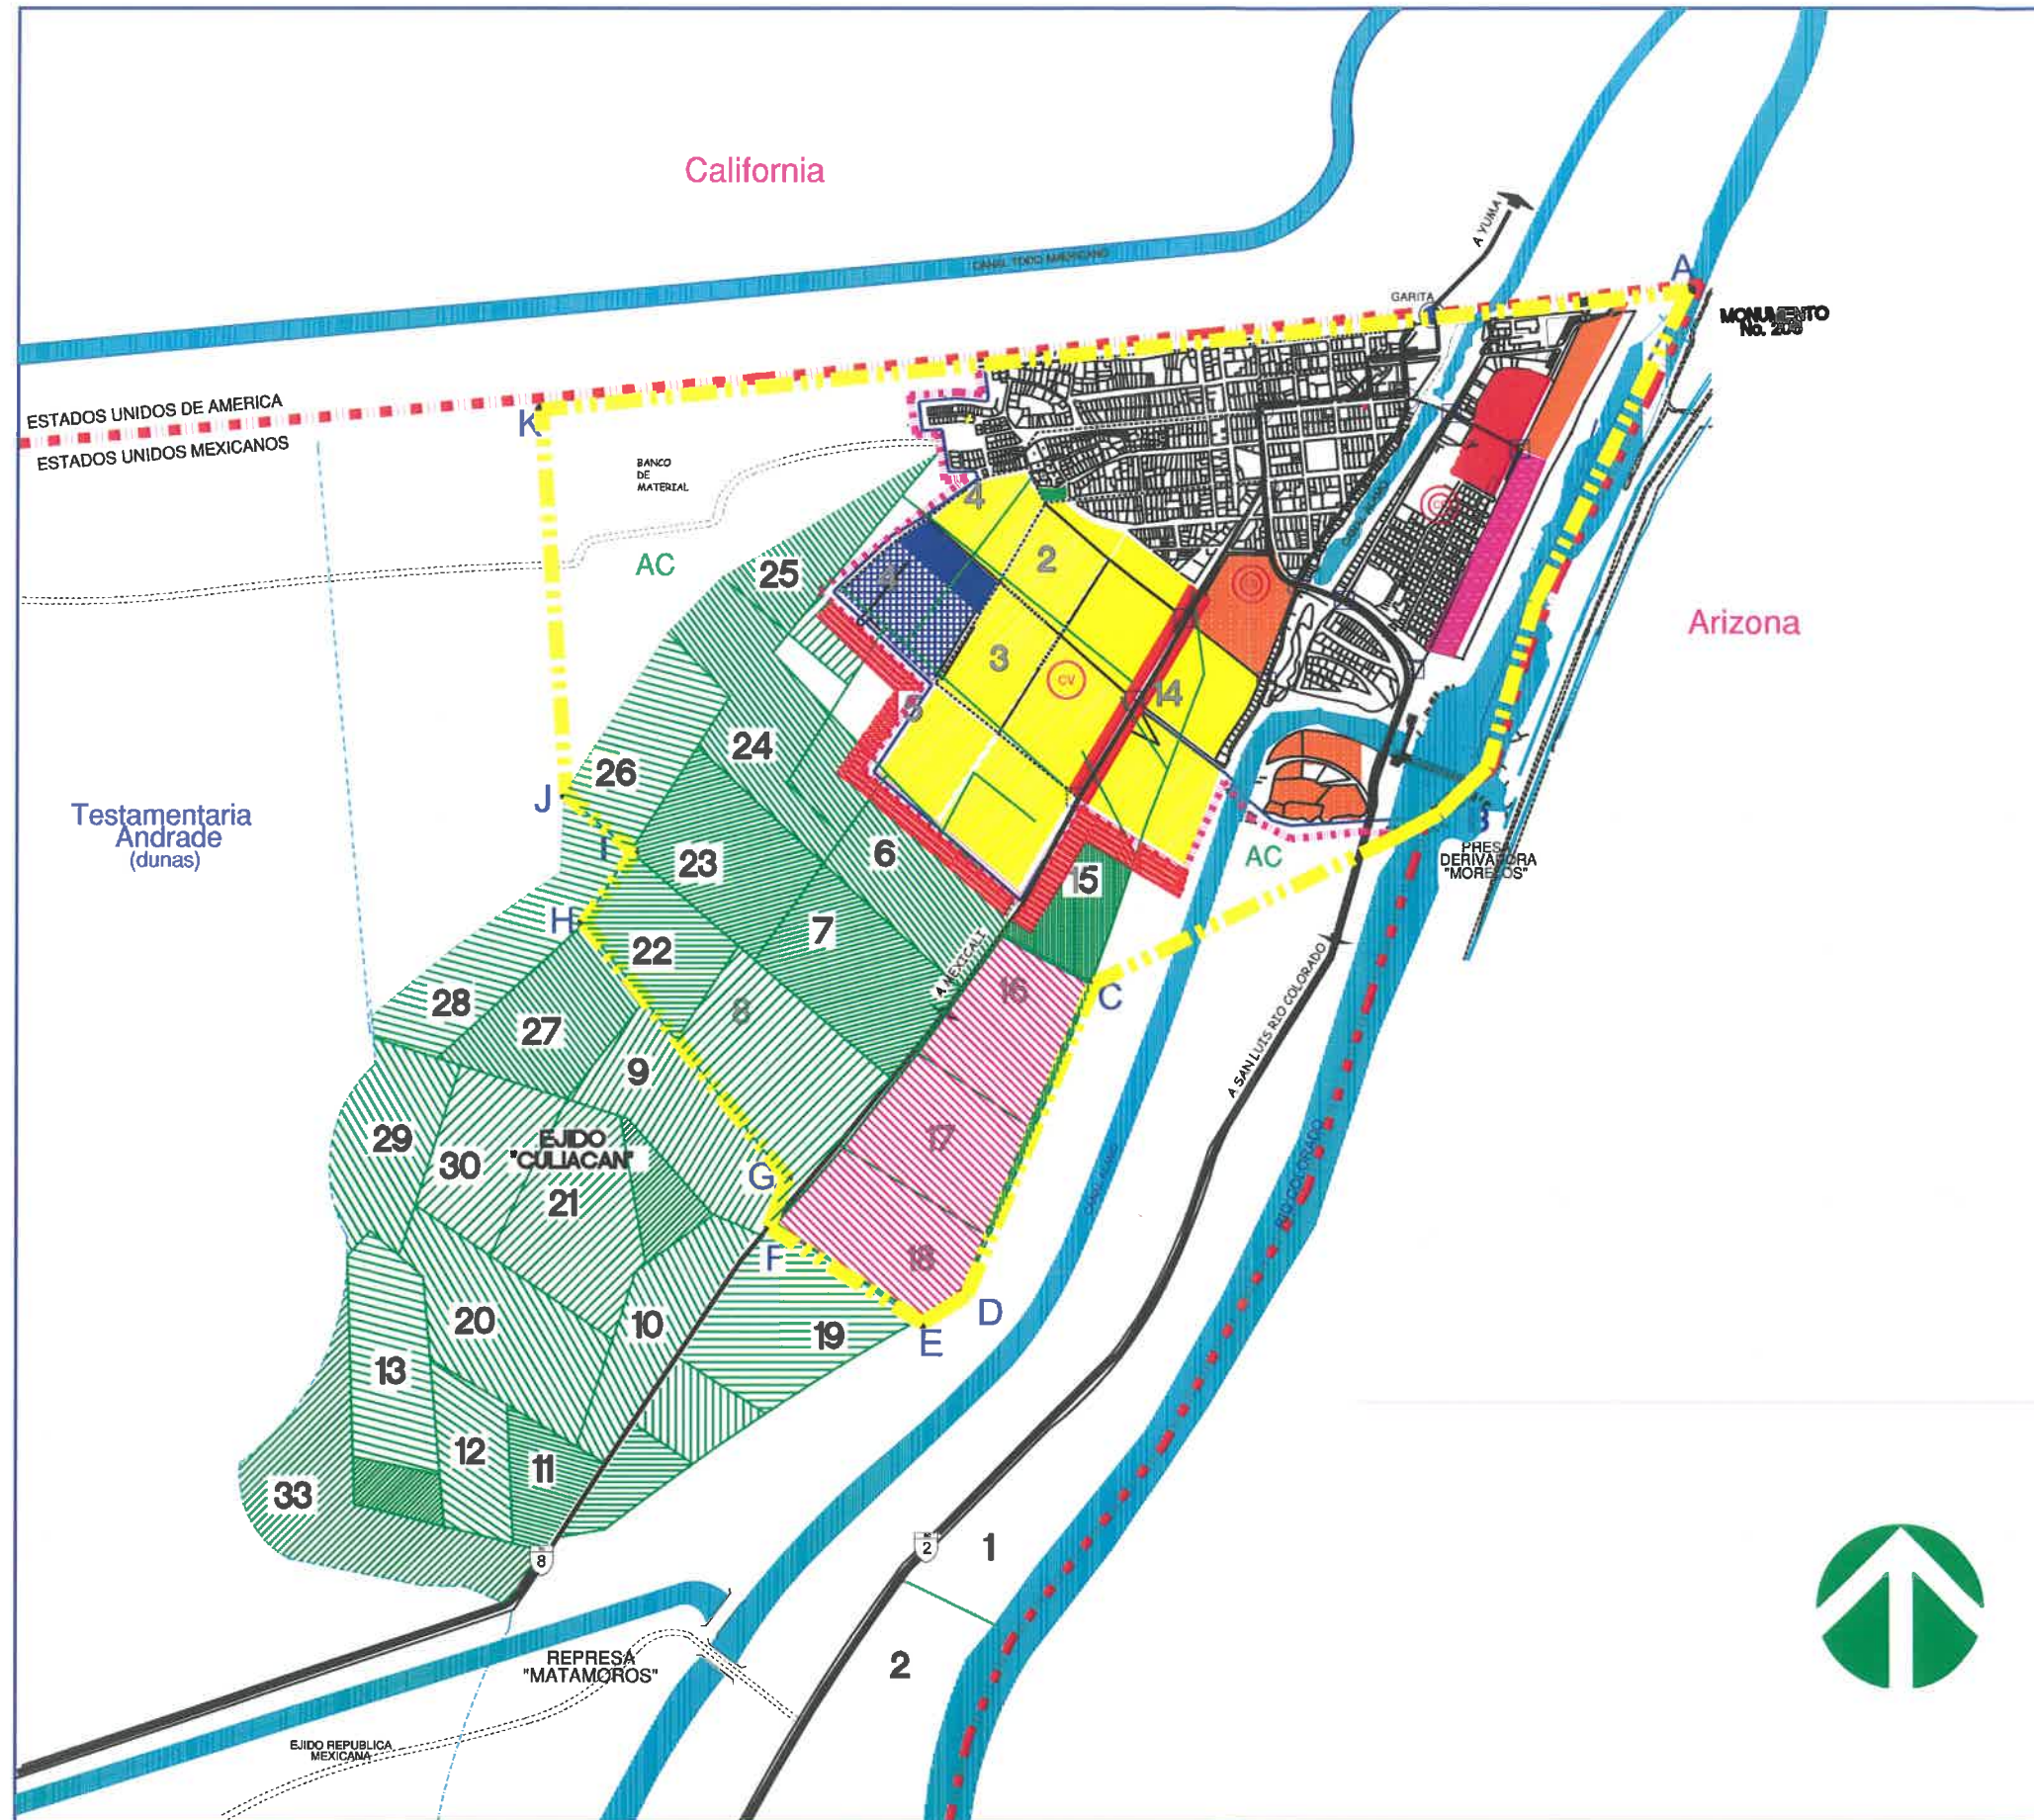 California
A YUMA
CANAL TODO AMERICANO
A
GARITA
MONUMENTO
No. 206
ESTADOS UNIDOS DE AMERICA
K
ESTADOS UNIDOS MEXICANOS
BANCO
DE
MATERIAL
4
AC
25
4
2
CANAL ALAMO
Arizona
3
CV
14
5
24
26
J
Testamentaria
Andrade
(dunas)
B
I
23
6
15
AC
PRESA
DERIVADORA
"MORELOS"
H
22
7
A MEXICALI
16
C
28
27
8
A SAN LUIS RIO COLORADO
9
29
30
EJIDO
"CULIACAN"
21
17
RIO COLORADO
G
F
18
D
20
10
19
E
13
12
11
33
8
2
1
REPRESA
"MATAMOROS"
2
EJIDO REPUBLICA
MEXICANA